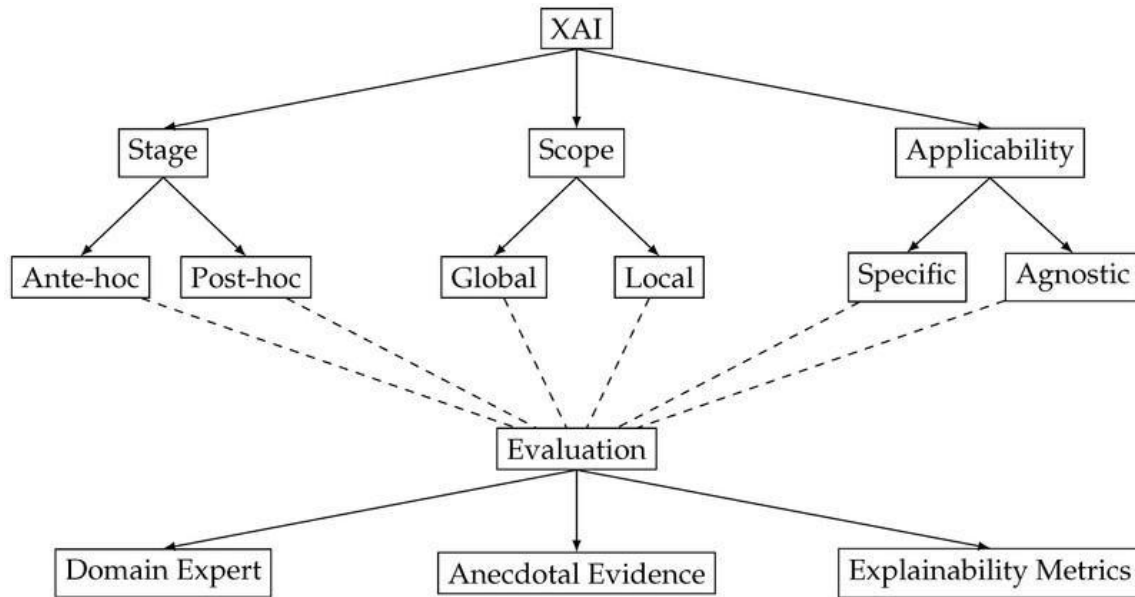 XAI
Stage
Scope
Applicability
Ante-hoc
Post-hoc
Global
Local
Specific
Agnostic
Evaluation
Domain Expert
Anecdotal Evidence
Explainability Metrics